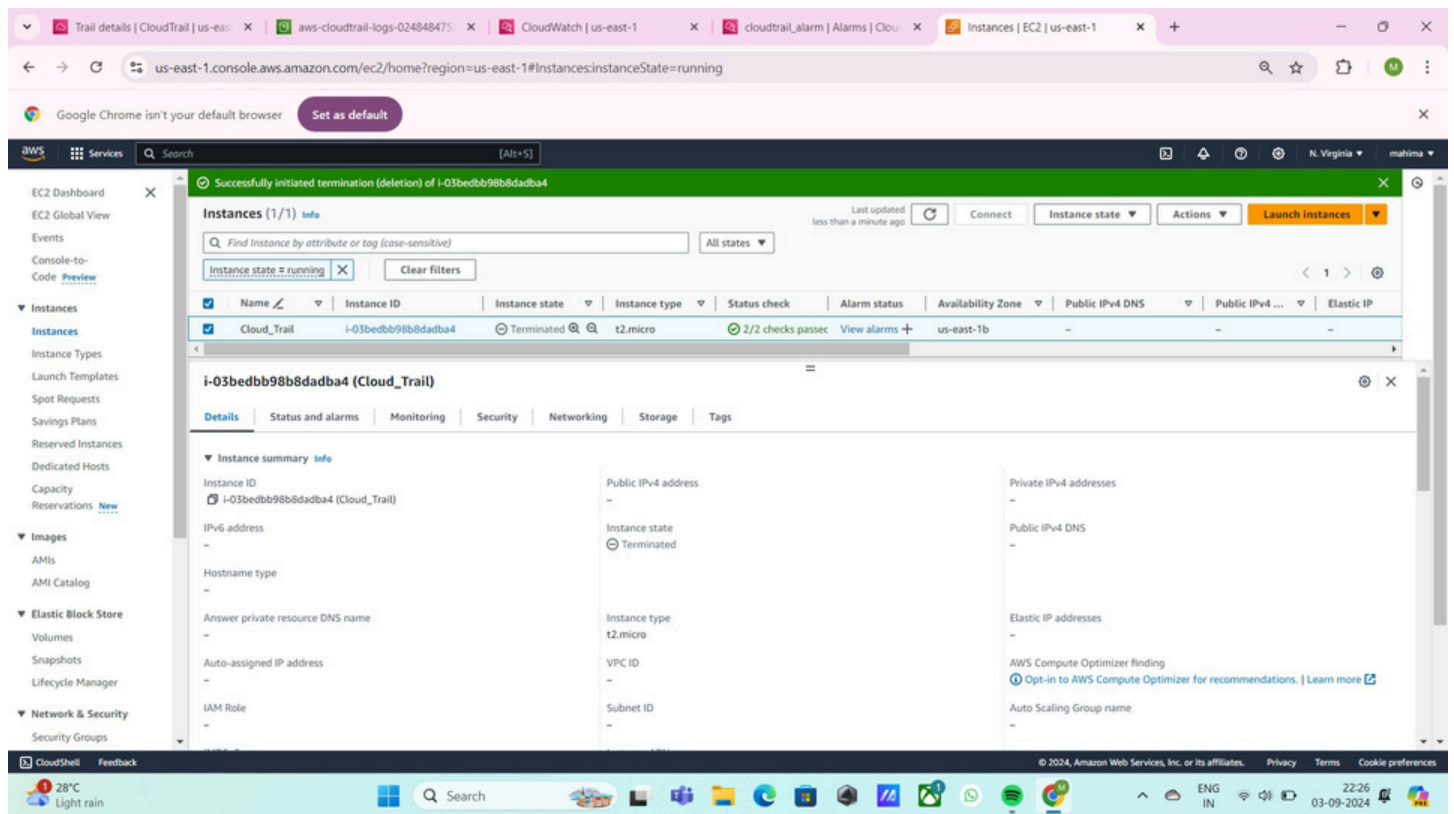 Trail details | CloudTrail | us-eas
aws-cloudtrail-logs-024848475
CloudWatch | us-east-1
cloudtrail_alarm | Alarms | Clou
Instances | EC2 | us-east-1
us-east-1.console.aws.amazon.com/ec2/home?region=us-east-1#Instances:instanceState=running
M
Google Chrome isn't your default browser
Set as default
aws
Services
Search
[Alt+S]
N. Virginia
mahima
EC2 Dashboard
EC2 Global View
Events
Console-to-
Code Preview
Instances
Instances
Instance Types
Launch Templates
Spot Requests
Savings Plans
Reserved Instances
Dedicated Hosts
Capacity
Reservations New
Images
AMIs
AMI Catalog
Elastic Block Store
Volumes
Snapshots
Lifecycle Manager
Network & Security
Security Groups
Successfully initiated termination (deletion) of i-03bedbb98b8dadba4
Instances (1/1) Info
Last updated
less than a minute ago
Connect
Instance state
Actions
Launch instances
Find Instance by attribute or tag (case-sensitive)
All states
Instance state = running
Clear filters
1
Name
Instance ID
Instance state
Instance type
Status check
Alarm status
Availability Zone
Public IPv4 DNS
Public IPv4 ...
Elastic IP
Cloud_Trail
i-03bedbb98b8dadba4
Terminated
t2.micro
2/2 checks passec
View alarms +
us-east-1b
–
–
–
i-03bedbb98b8dadba4 (Cloud_Trail)
Details
Status and alarms
Monitoring
Security
Networking
Storage
Tags
Instance summary Info
Instance ID
i-03bedbb98b8dadba4 (Cloud_Trail)
Public IPv4 address
–
Private IPv4 addresses
–
IPv6 address
–
Instance state
Terminated
Public IPv4 DNS
–
Hostname type
–
Answer private resource DNS name
–
Instance type
t2.micro
Elastic IP addresses
–
Auto-assigned IP address
–
VPC ID
–
AWS Compute Optimizer finding
Opt-in to AWS Compute Optimizer for recommendations. | Learn more
IAM Role
–
Subnet ID
–
Auto Scaling Group name
–
CloudShell
Feedback
© 2024, Amazon Web Services, Inc. or its affiliates.
Privacy
Terms
Cookie preferences
1
28°C
Light rain
Search
ENG
IN
22:26
03-09-2024
PRE